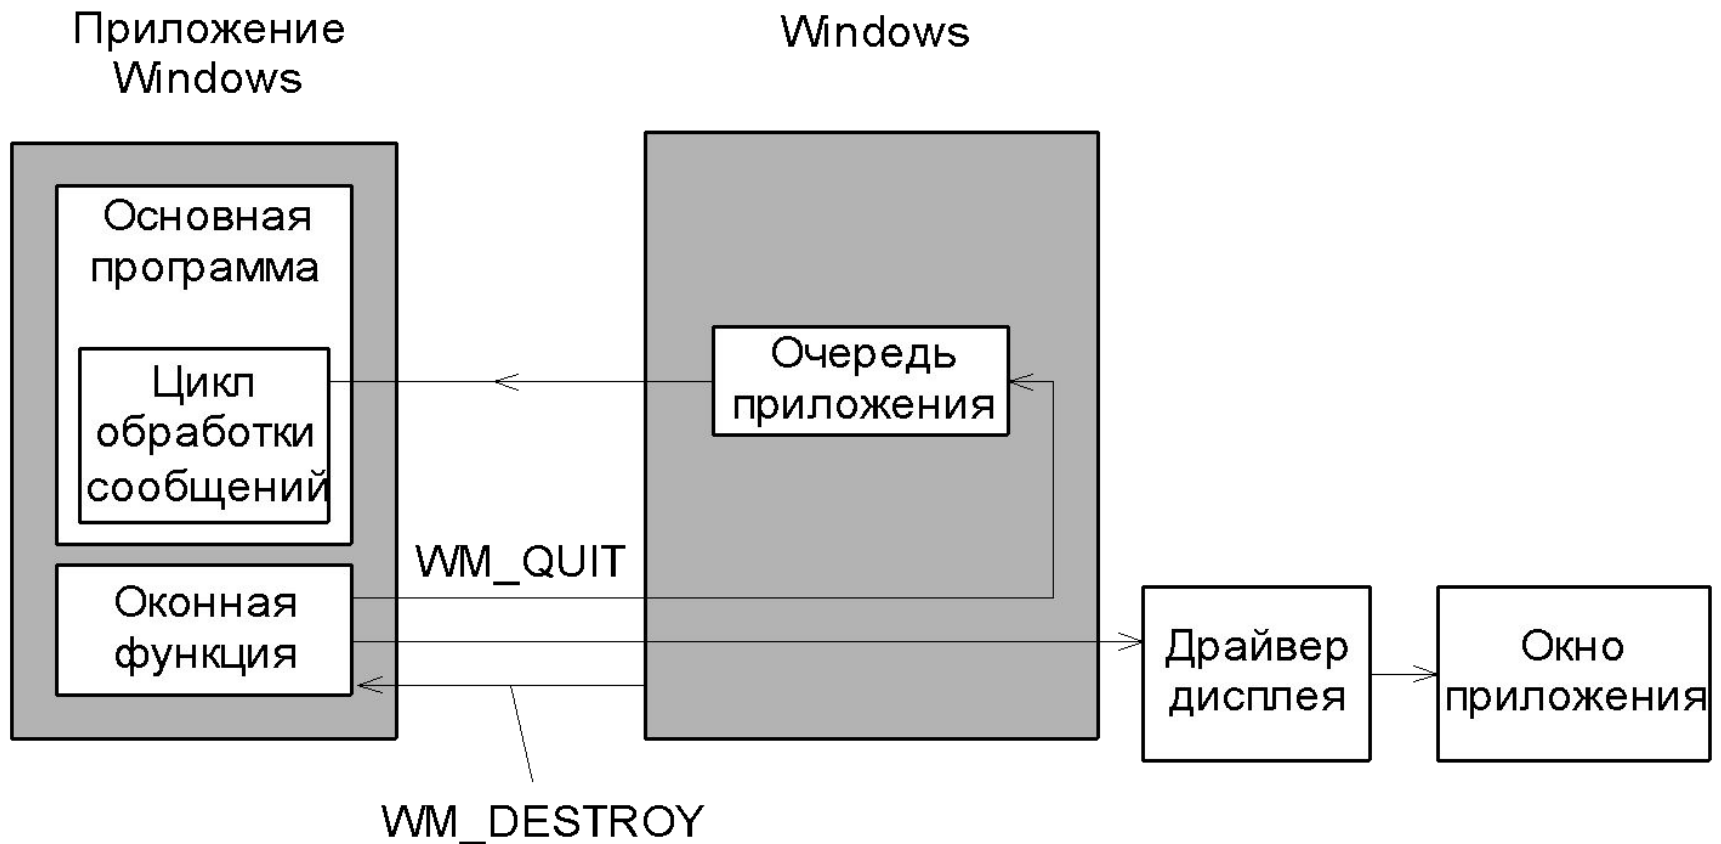 Приложение
Windows
Windows
Основная
программа
Цикл
обработки
сообщений
Очередь
приложения
WM_QUIT
Оконная
функция
Драйвер
дисплея
Окно
приложения
WM_DESTROY